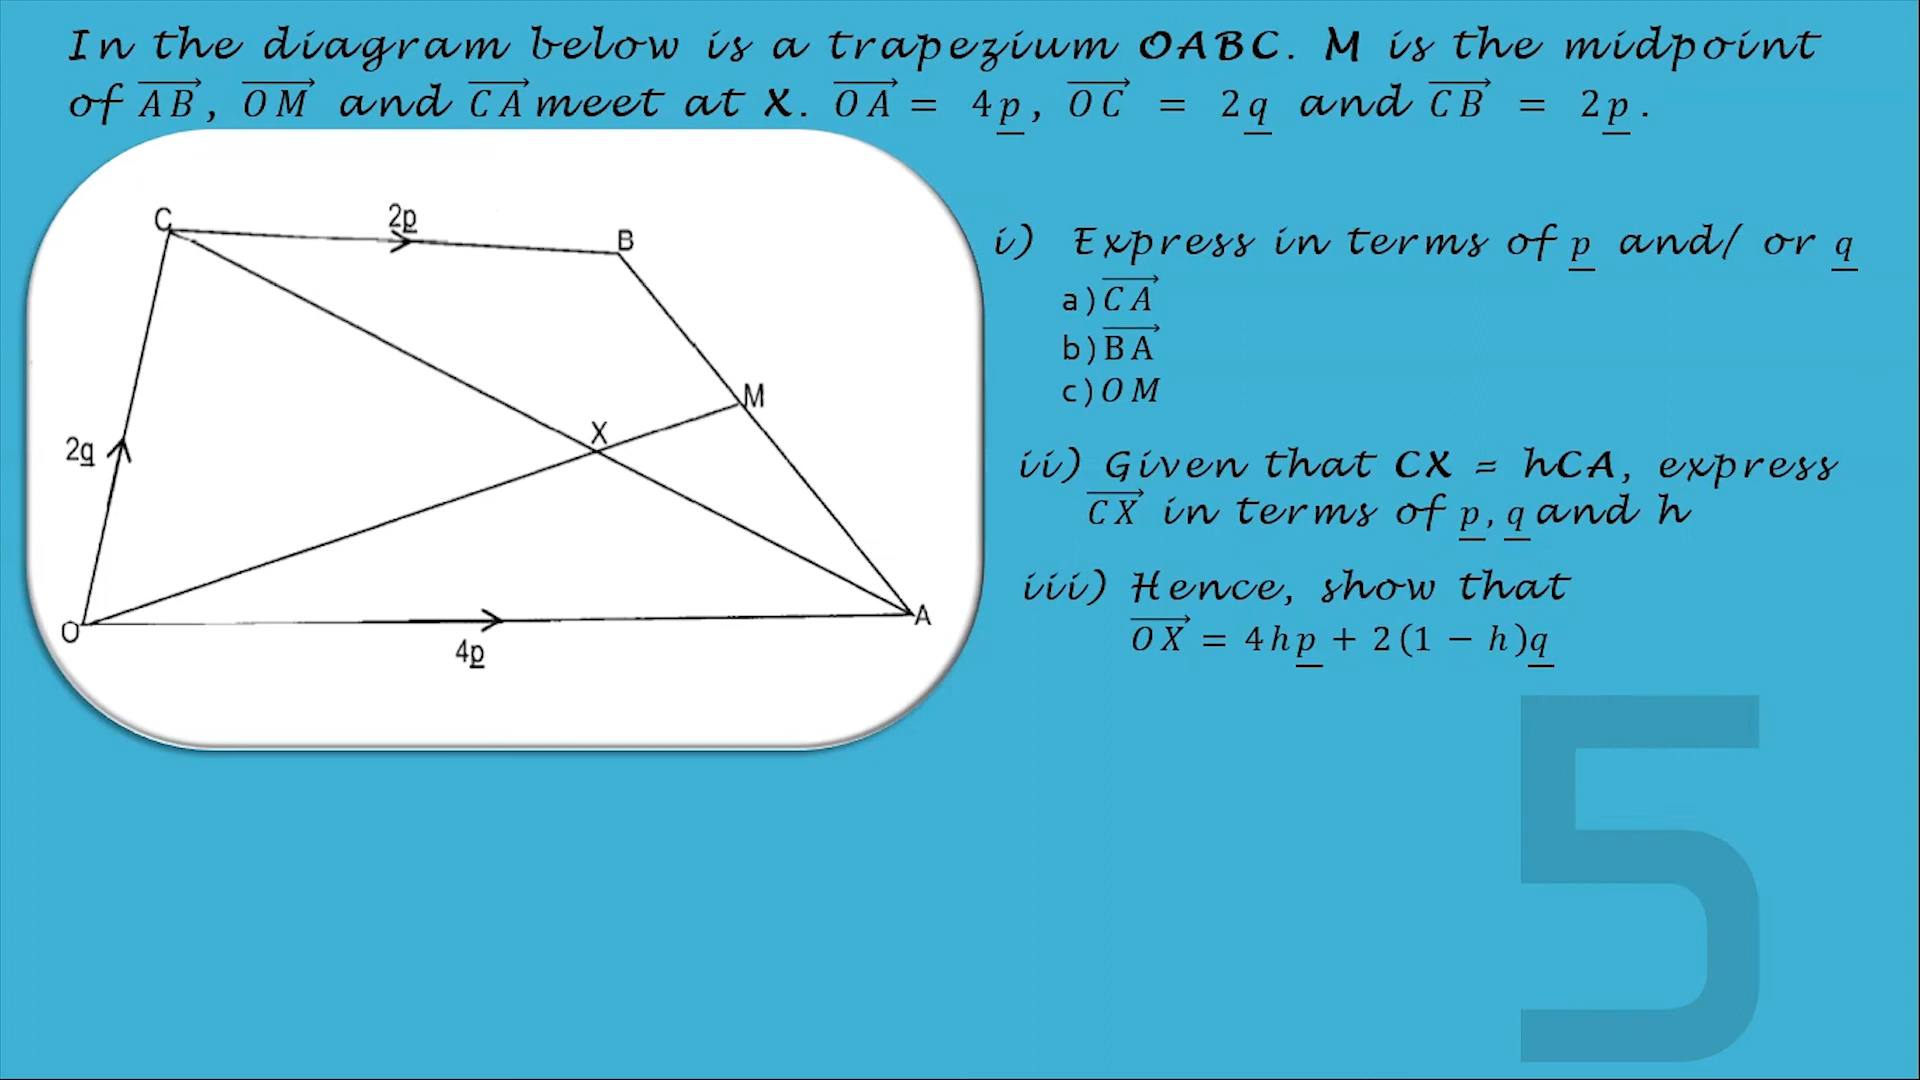 In the diagram below is a trapezium OABC. M is the midpoint
of AB, OM and CA meet at X. OA = 4p, OC = 2q and CB = 2p.
C
2p
B
M
X
2q
O
4p
A
i) Express in terms of p and/ or q
a) CA
b) BA
c) OM
ii) Given that CX = hCA, express
CX in terms of p, q and h
iii) Hence, show that
OX = 4hp + 2(1 − h)q
5